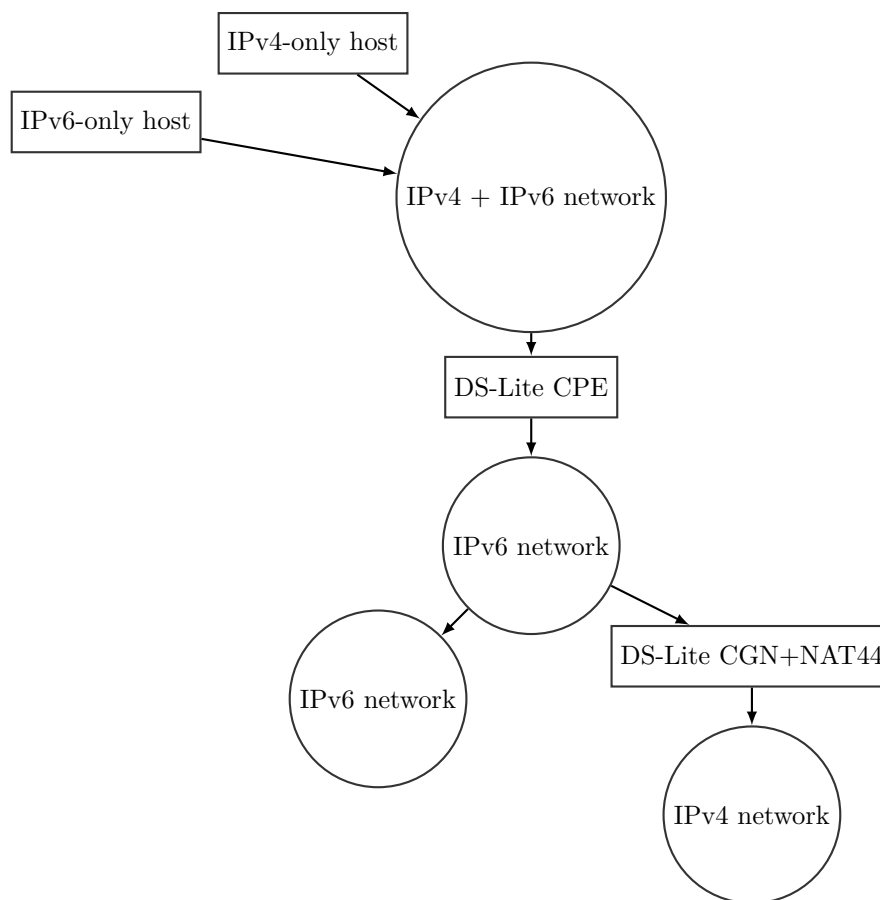 IPv4-only host
IPv6-only host
IPv4 + IPv6 network
DS-Lite CPE
IPv6 network
DS-Lite CGN+NAT44
IPv6 network
IPv4 network